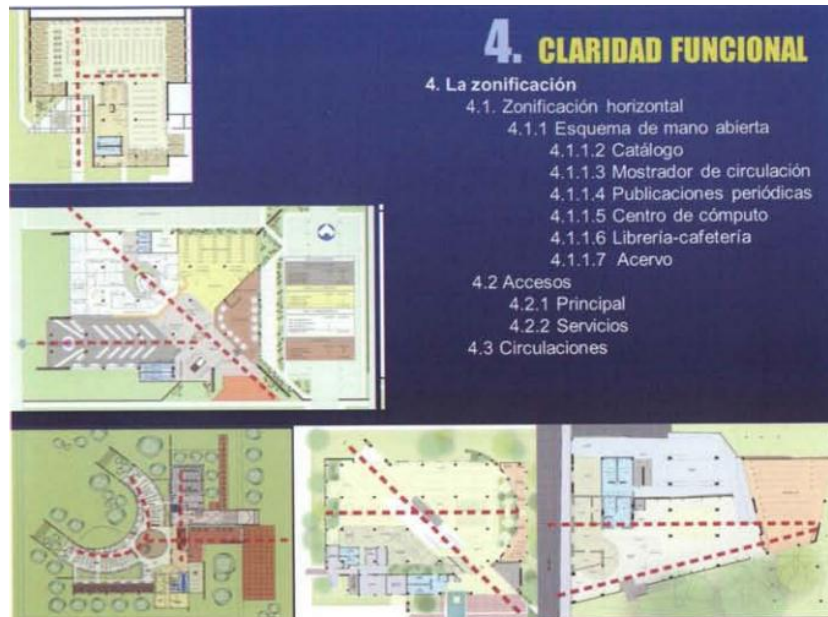 4. CLARIDAD FUNCIONAL
4. La zonificación
4.1. Zonificación horizontal
4.1.1 Esquema de mano abierta
4.1.1.2 Catálogo
4.1.1.3 Mostrador de circulación
4.1.1.4 Publicaciones periódicas
4.1.1.5 Centro de cómputo
4.1.1.6 Librería-cafetería
4.1.1.7 Acervo
4.2 Accesos
4.2.1 Principal
4.2.2 Servicios
4.3 Circulaciones